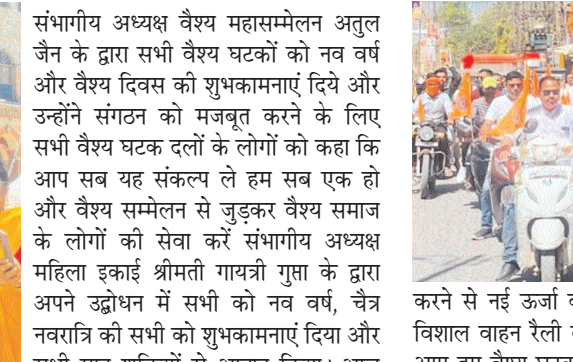 संभागीय अध्यक्ष वैश्य महासम्मेलन अतुल
जैन के द्वारा सभी वैश्य घटकों को नव वर्ष
और वैश्य दिवस की शुभकामनाएं दिये और
उन्होंने संगठन को मजबूत करने के लिए
सभी वैश्य घटक दलों के लोगों को कहा कि
आप सब यह संकल्प ले हम सब एक हो
और वैश्य सम्मेलन से जुड़कर वैश्य समाज
के लोगों की सेवा करें संभागीय अध्यक्ष
महिला इकाई श्रीमती गायत्री गुप्ता के द्वारा
अपने उद्बोधन में सभी को नव वर्ष, चैत्र
नवरात्रि की सभी को शुभकामनाएं दिया और
करने से नई ऊर्जा
विशाल वाहन रैली